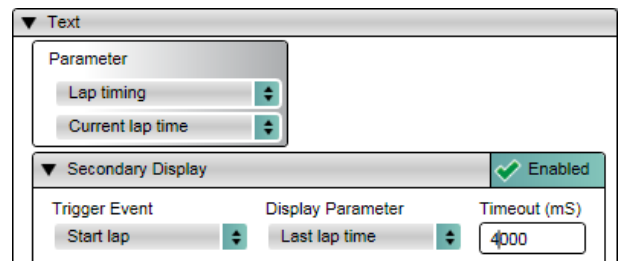 Text
Parameter
Lap timing
Current lap time
Secondary Display Enabled
Trigger Event Display Parameter Timeout (mS)
Start lap Last lap time 4000